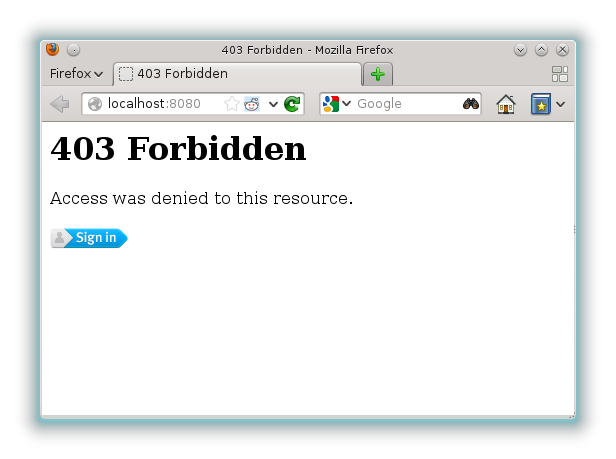 403 Forbidden - Mozilla Firefox
Firefox
403 Forbidden
localhost:8080
Google
403 Forbidden
Access was denied to this resource.
Sign in